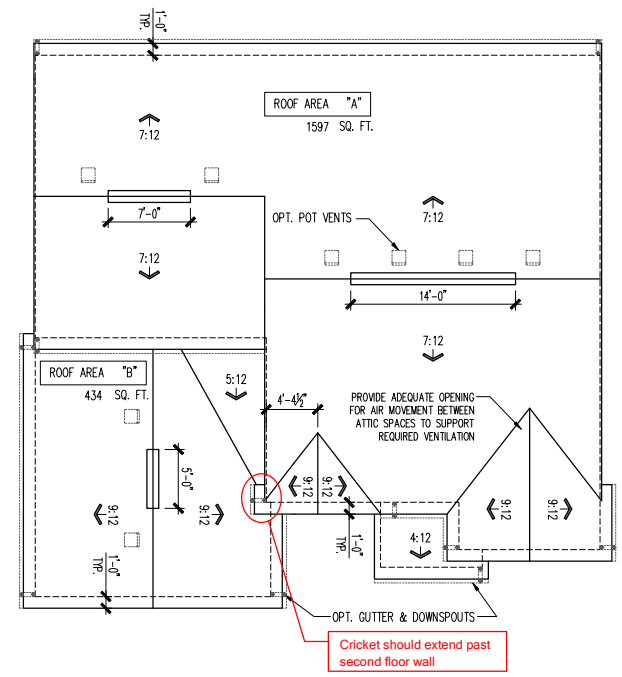 1'-0"
TYP.
ROOF AREA "A"
1597 SQ. FT.
7:12
7'-0"
OPT. POT VENTS
7:12
7:12
14'-0"
7:12
ROOF AREA "B"
434 SQ. FT.
5:12
4'-4½"
PROVIDE ADEQUATE OPENING
FOR AIR MOVEMENT BETWEEN
ATTIC SPACES TO SUPPORT
REQUIRED VENTILATION
5'-0"
9:12
9:12
9:12
9:12
9:12
9:12
1'-0"
TYP.
4:12
1'-0"
TYP.
OPT. GUTTER & DOWNSPOUTS
Cricket should extend past
second floor wall